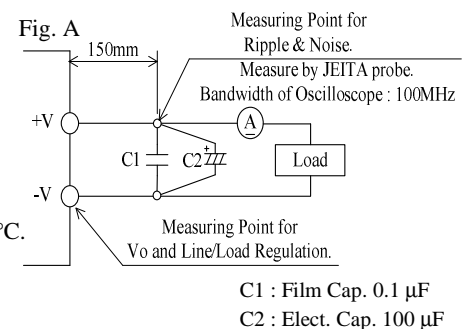 Fig. A
150mm
Measuring Point for
Ripple & Noise.
Measure by JEITA probe.
Bandwidth of Oscilloscope : 100MHz
+V
A
C1
C2
+
Load
-V
°C.
Measuring Point for
Vo and Line/Load Regulation.
C1 : Film Cap. 0.1 μF
C2 : Elect. Cap. 100 μF